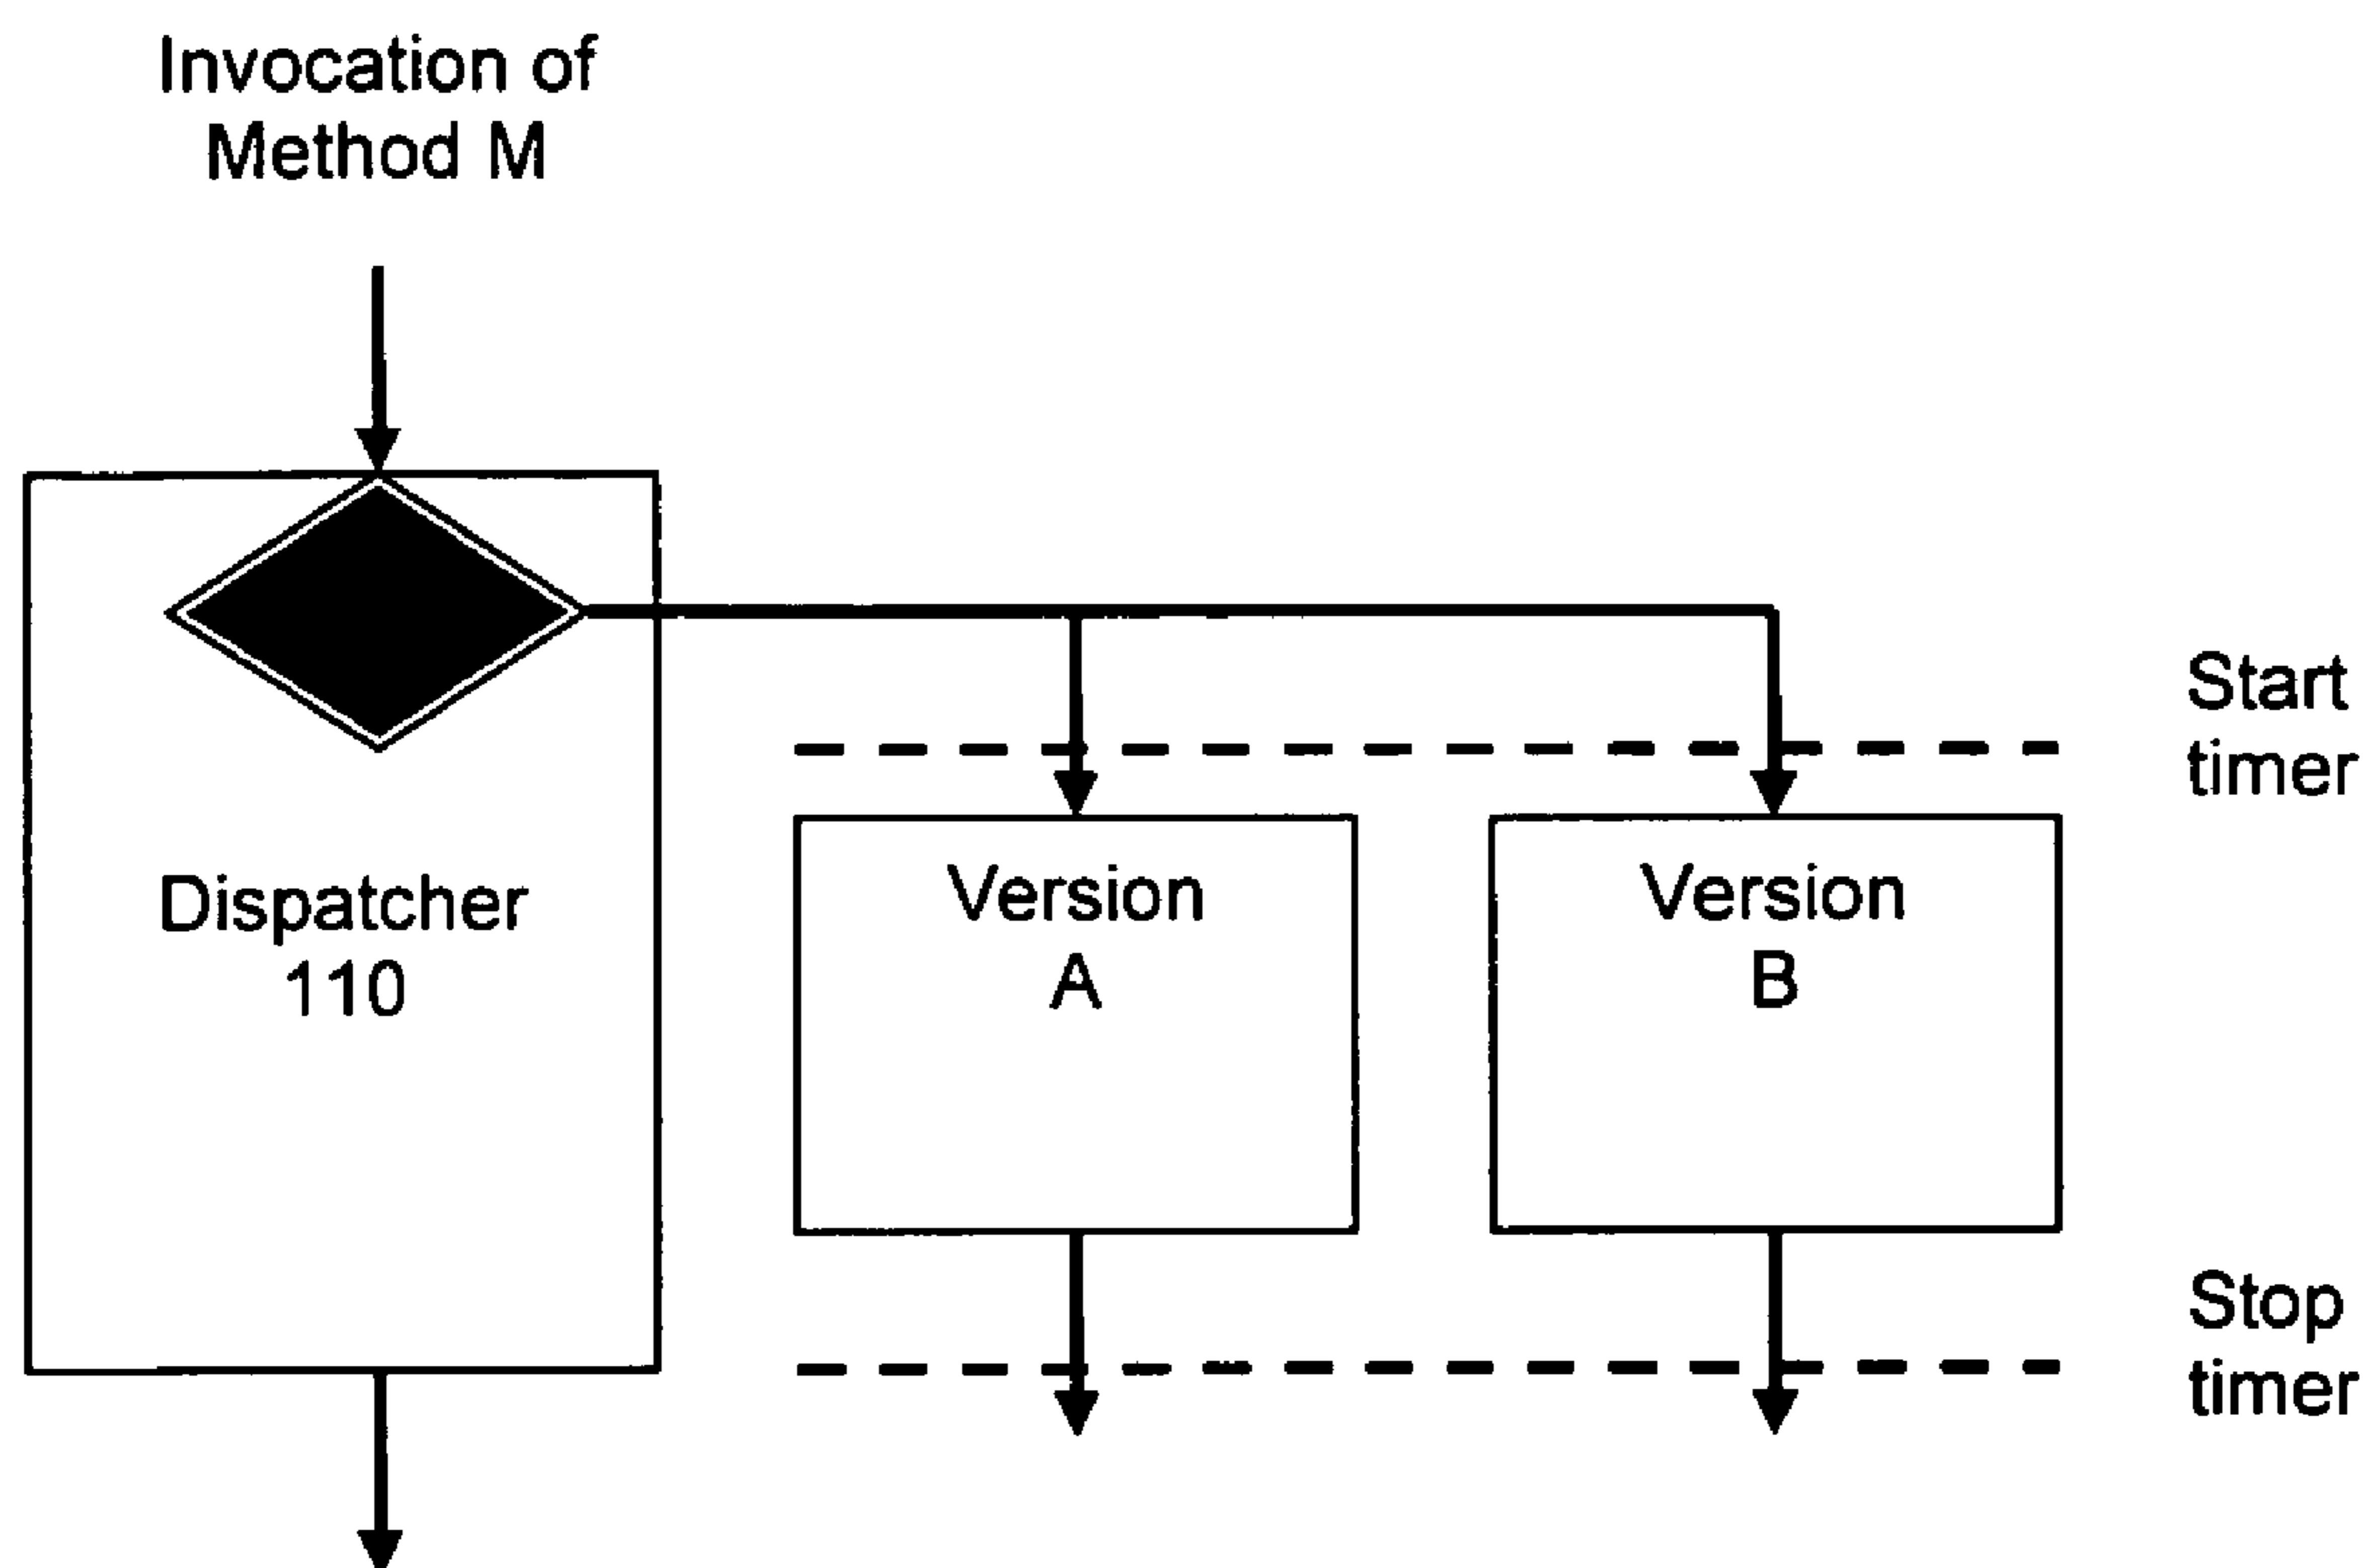 Invocation of
Method M
Start
timer
Dispatcher
110
Version
A
Version
B
Stop
timer